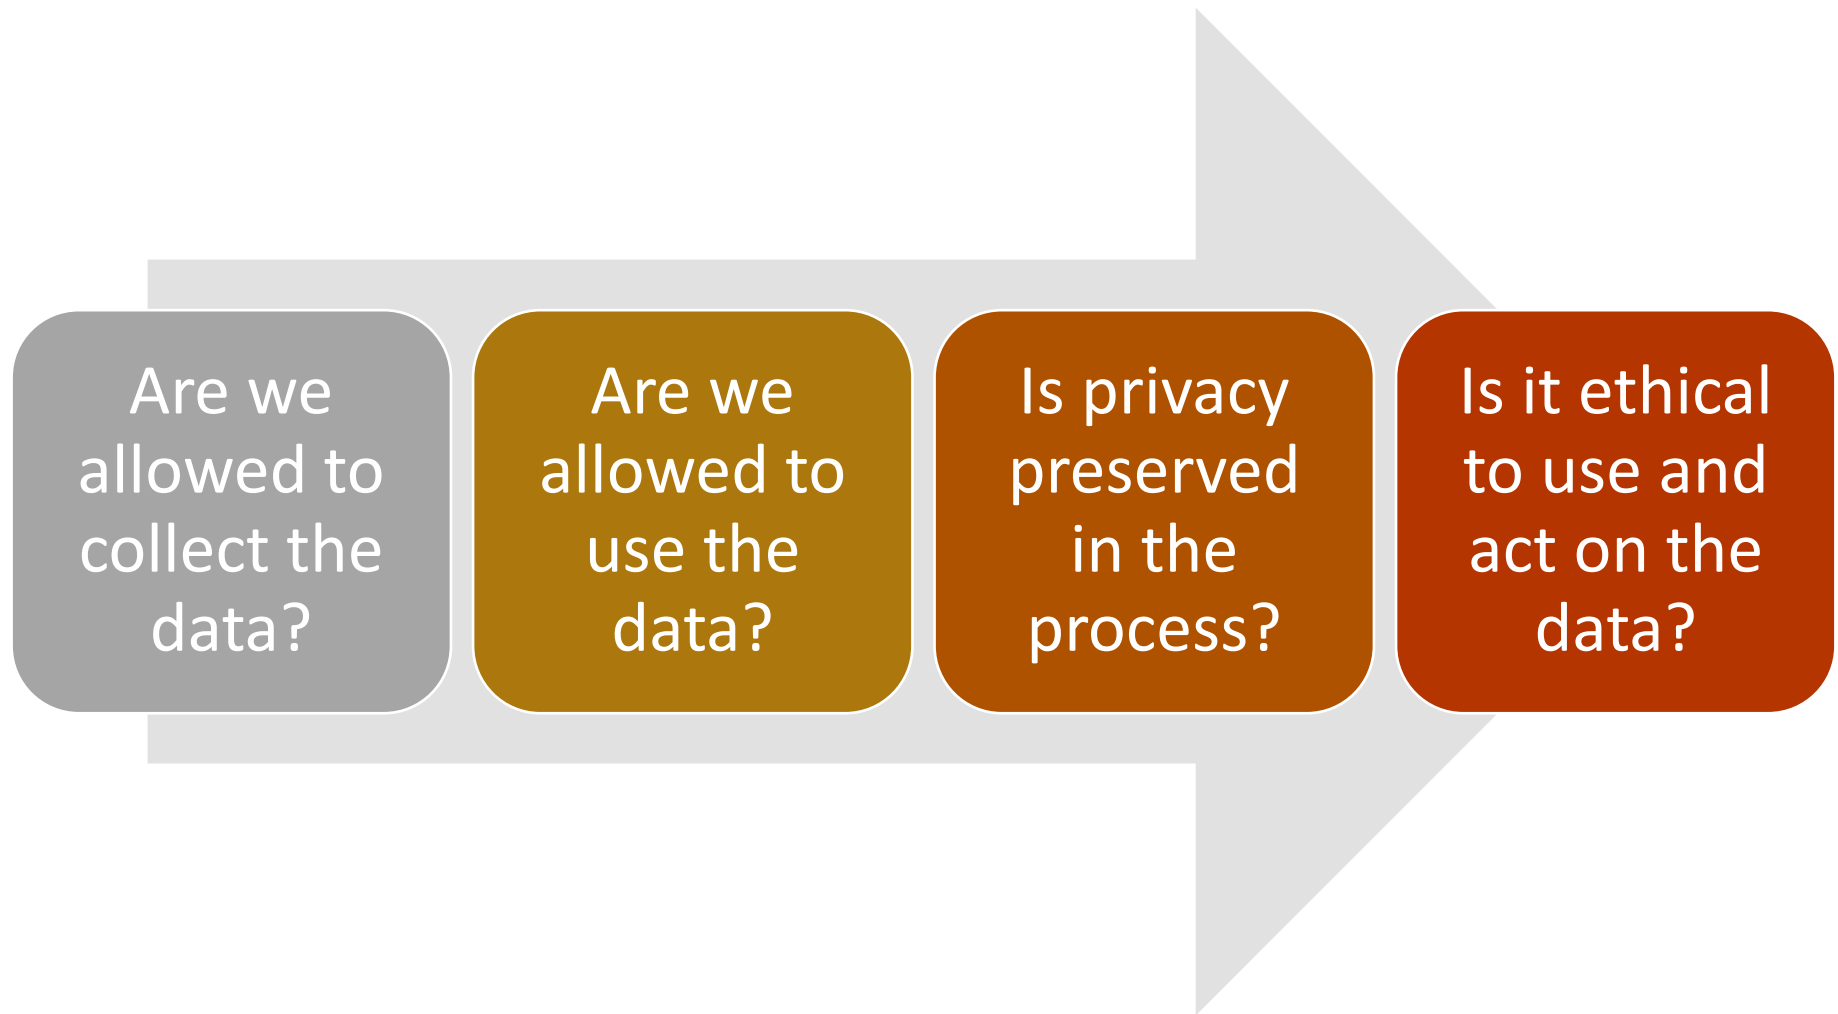 Are we
allowed to
collect the
data?
Are we
allowed to
use the
data?
Is privacy
preserved
in the
process?
Is it ethical
to use and
act on the
data?